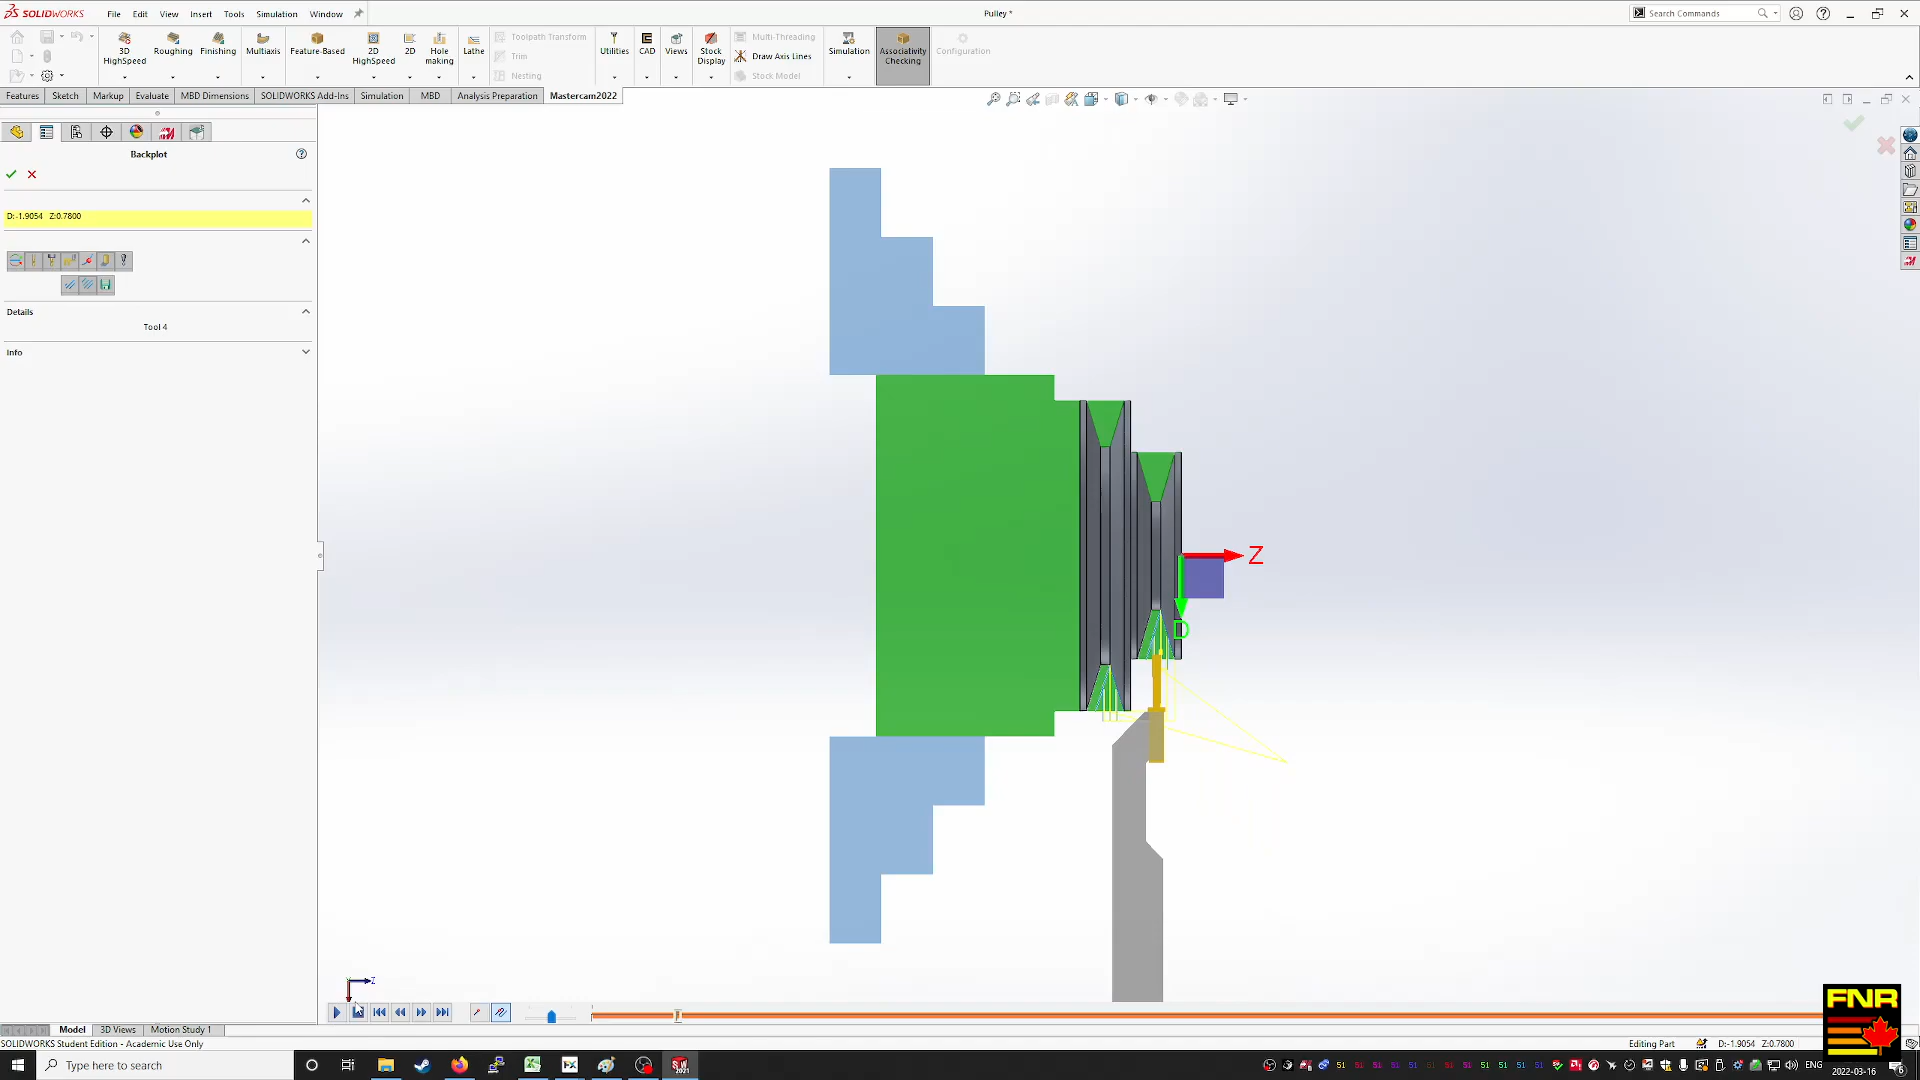 SOLIDWORKS File Edit View Insert Tools Simulation Window Pulley * Search Commands
3D HighSpeed Roughing Finishing Multiaxis Feature-Based 2D HighSpeed 2D Hole making Lathe Toolpath Transform Trim Nesting Utilities CAD Views Stock Display Multi-Threading Draw Axis Lines Stock Model Simulation Associativity Checking Configuration
Features Sketch Markup Evaluate MBD Dimensions SOLIDWORKS Add-Ins Simulation MBD Analysis Preparation Mastercam2022
Backplot
D:-1.9054 Z:0.7800
Details
Tool 4
Info
Z
D
Z
Model 3D Views Motion Study 1
SOLIDWORKS Student Edition - Academic Use Only Editing Part D:-1.9054 Z:0.7800
FNR
Type here to search ENG
2022-03-16